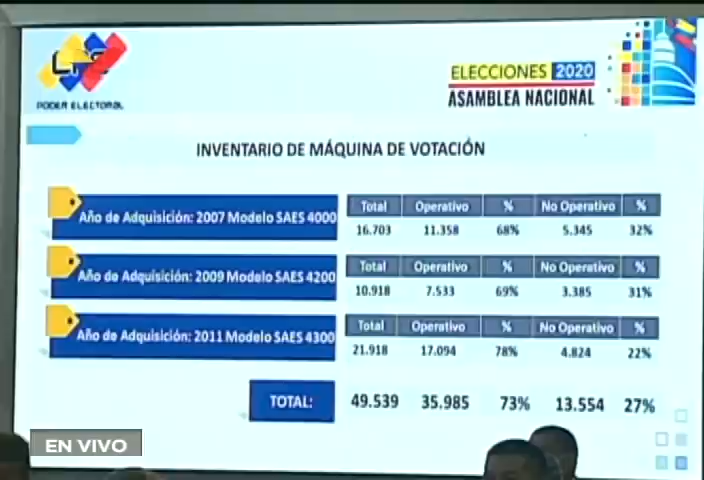 PODER ELECTORAL
ELECCIONES 2020
ASAMBLEA NACIONAL
INVENTARIO DE MÁQUINA DE VOTACIÓN
Año de Adquisición: 2007 Modelo SAES 4000
Total Operativo % No Operativo %
16.703 11.358 68% 5.345 32%
Año de Adquisición: 2009 Modelo SAES 4200
Total Operativo % No Operativo %
10.918 7.533 69% 3.385 31%
Año de Adquisición: 2011 Modelo SAES 4300
Total Operativo % No Operativo %
21.918 17.094 78% 4.824 22%
TOTAL: 49.539 35.985 73% 13.554 27%
EN VIVO